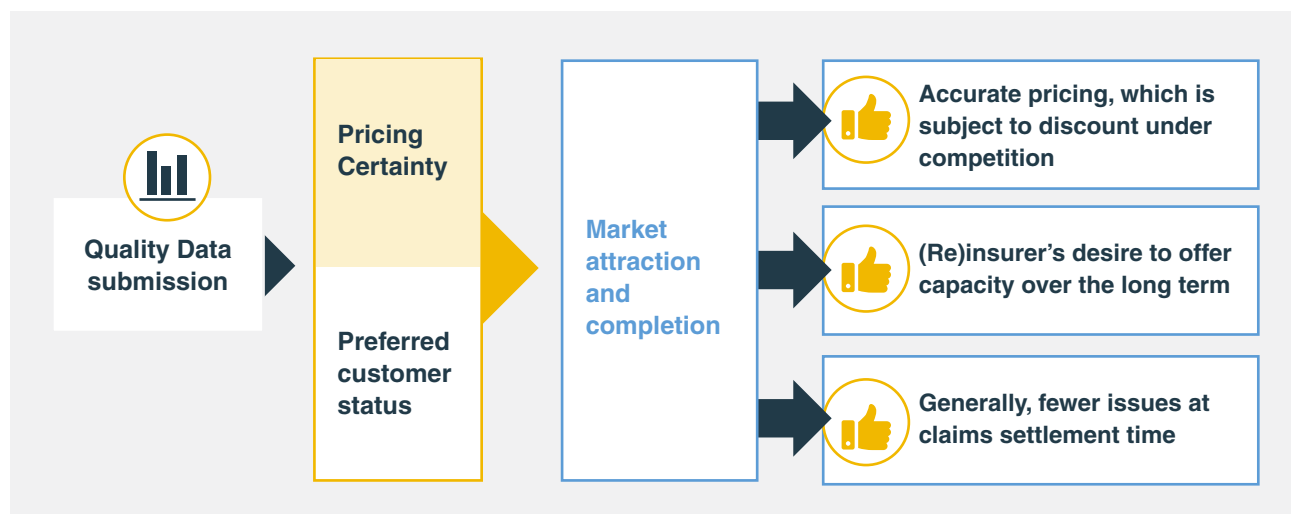 Quality Data
submission
Pricing
Certainty
Preferred
customer
status
Market
attraction
and
completion
Accurate pricing, which is
subject to discount under
competition
(Re)insurer’s desire to offer
capacity over the long term
Generally, fewer issues at
claims settlement time